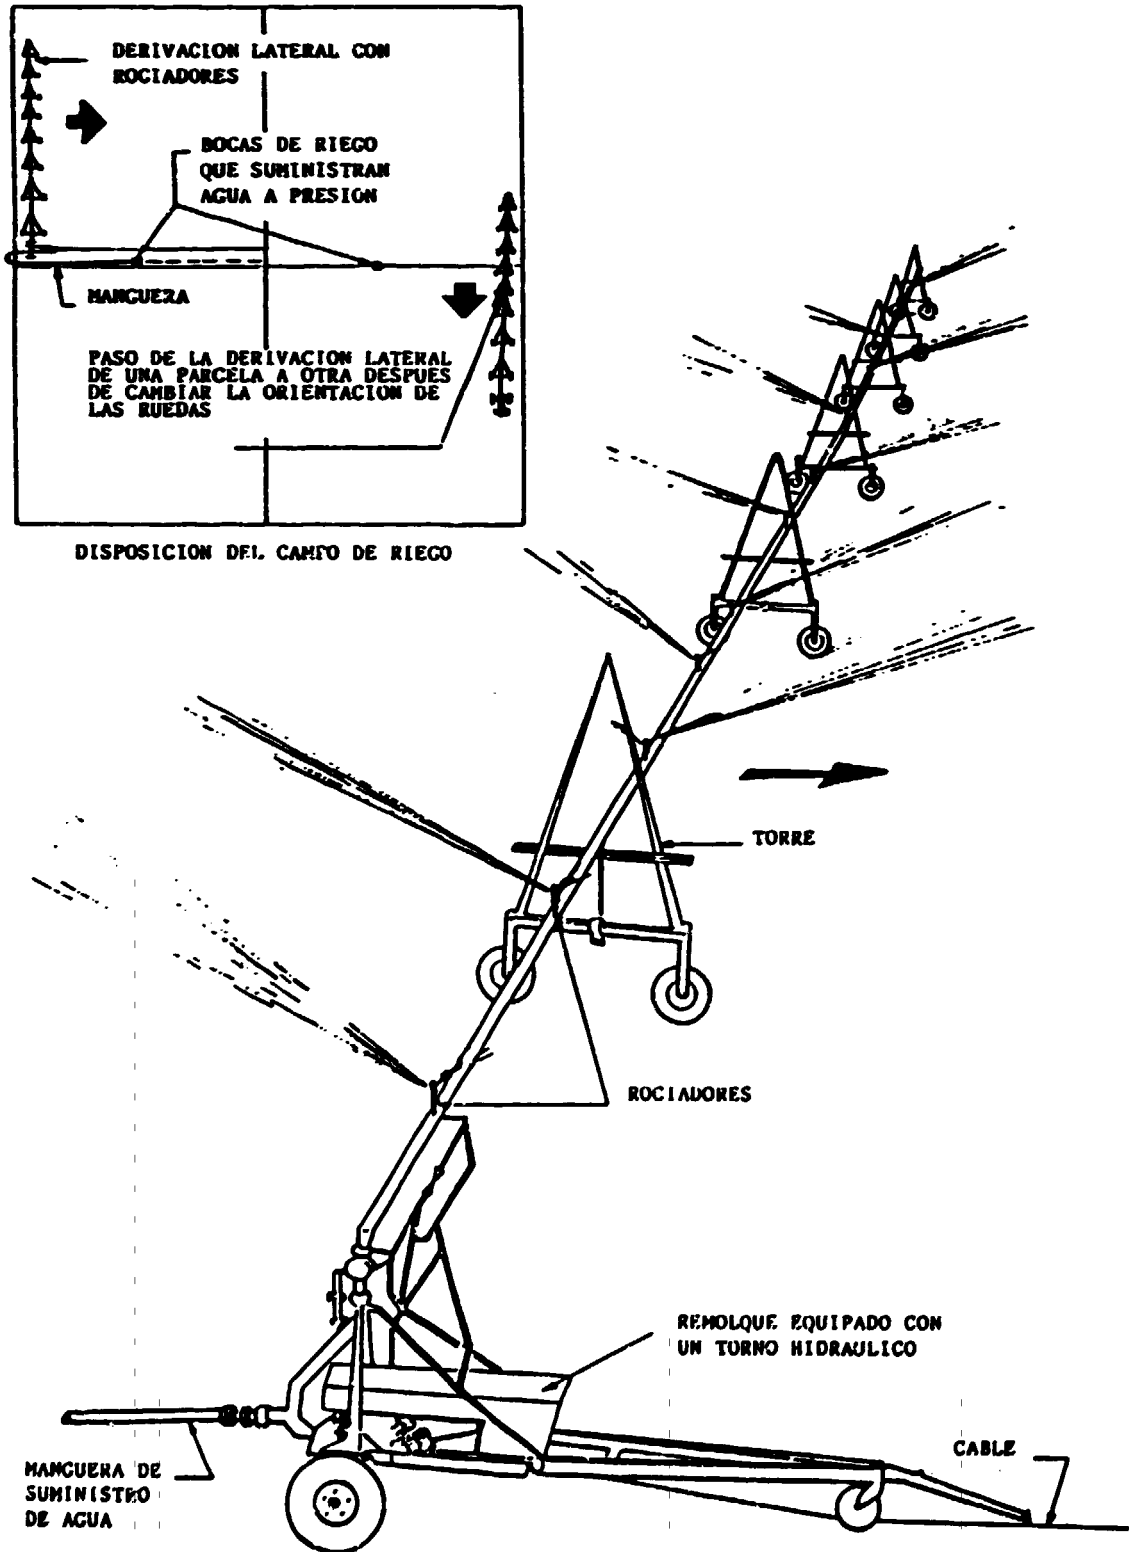 DERIVACION LATERAL CON
ROCIADORES
BOCAS DE RIEGO
QUE SUMINISTRAN
AGUA A PRESION
MANGUERA
PASO DE LA DERIVACION LATERAL
DE UNA PARCELA A OTRA DESPUES
DE CAMBIAR LA ORIENTACION DE
LAS RUEDAS
DISPOSICION DEL CAMPO DE RIEGO
TORRE
ROCIADORES
REMOLQUE EQUIPADO CON
UN TORNO HIDRAULICO
CABLE
MANGUERA DE
SUMINISTRO
DE AGUA